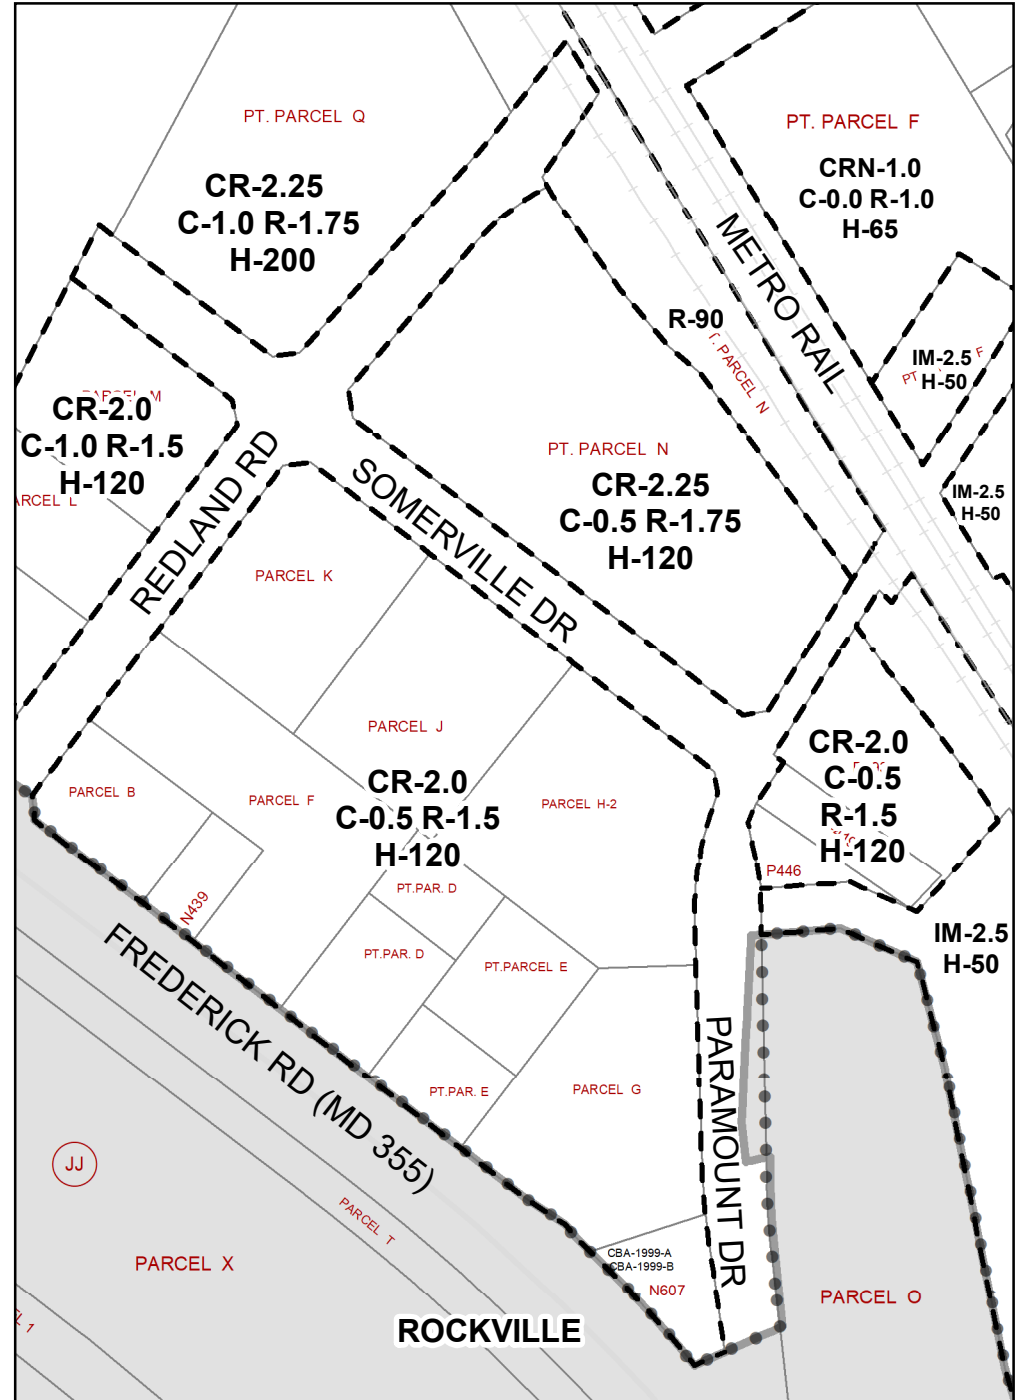 PT. PARCEL Q
CR-2.25
C-1.0 R-1.75
H-200
PT. PARCEL F
CRN-1.0
C-0.0 R-1.0
H-65
METRO RAIL
R-90
PARCEL N
IM-2.5
H-50
PT
F
IM-2.5
H-50
PARCEL M
CR-2.0
C-1.0 R-1.5
H-120
PARCEL L
REDLAND RD
SOMERVILLE DR
PT. PARCEL N
CR-2.25
C-0.5 R-1.75
H-120
PARCEL K
PARCEL J
PARCEL B
PARCEL F
CR-2.0
C-0.5 R-1.5
H-120
PARCEL H-2
CR-2.0
C-0.5
R-1.5
H-120
P446
PT.PAR. D
N439
PT.PAR. D
PT.PARCEL E
IM-2.5
H-50
FREDERICK RD (MD 355)
PT.PAR. E
PARCEL G
PARAMOUNT DR
JJ
PARCEL T
PARCEL X
CBA-1999-A
CBA-1999-B
N607
PARCEL O
ROCKVILLE